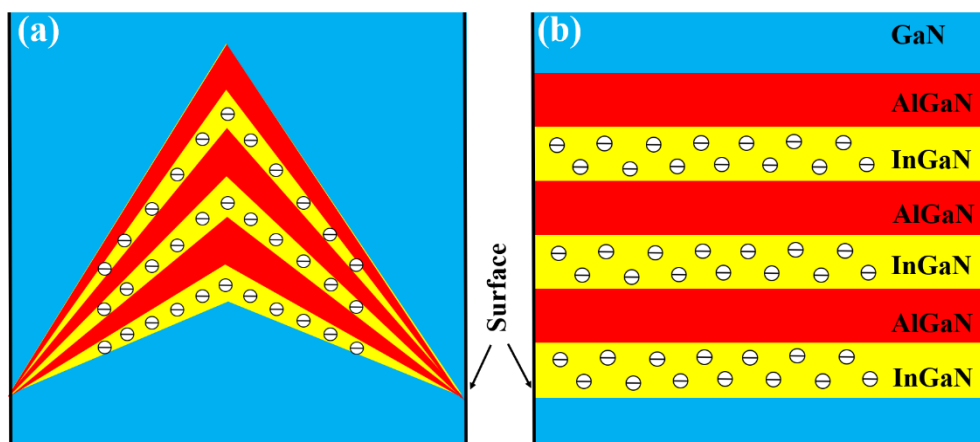 (a)
Surface
(b)
GaN
AlGaN
InGaN
AlGaN
InGaN
AlGaN
InGaN